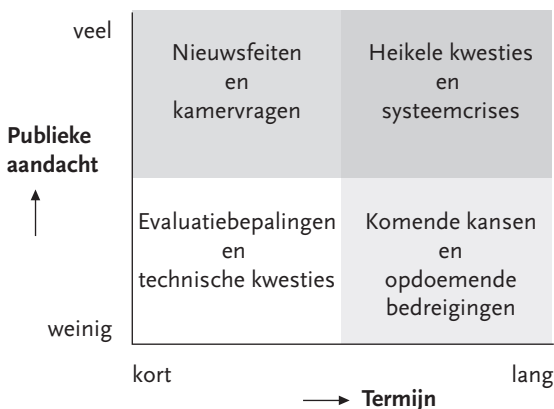 veel
Nieuwsfeiten
en
kamervragen
Heikele kwesties
en
systeemcrises
Publieke
aandacht
Evaluatiebepalingen
en
technische kwesties
Komende kansen
en
opdoemende
bedreigingen
weinig
kort
lang
Termijn